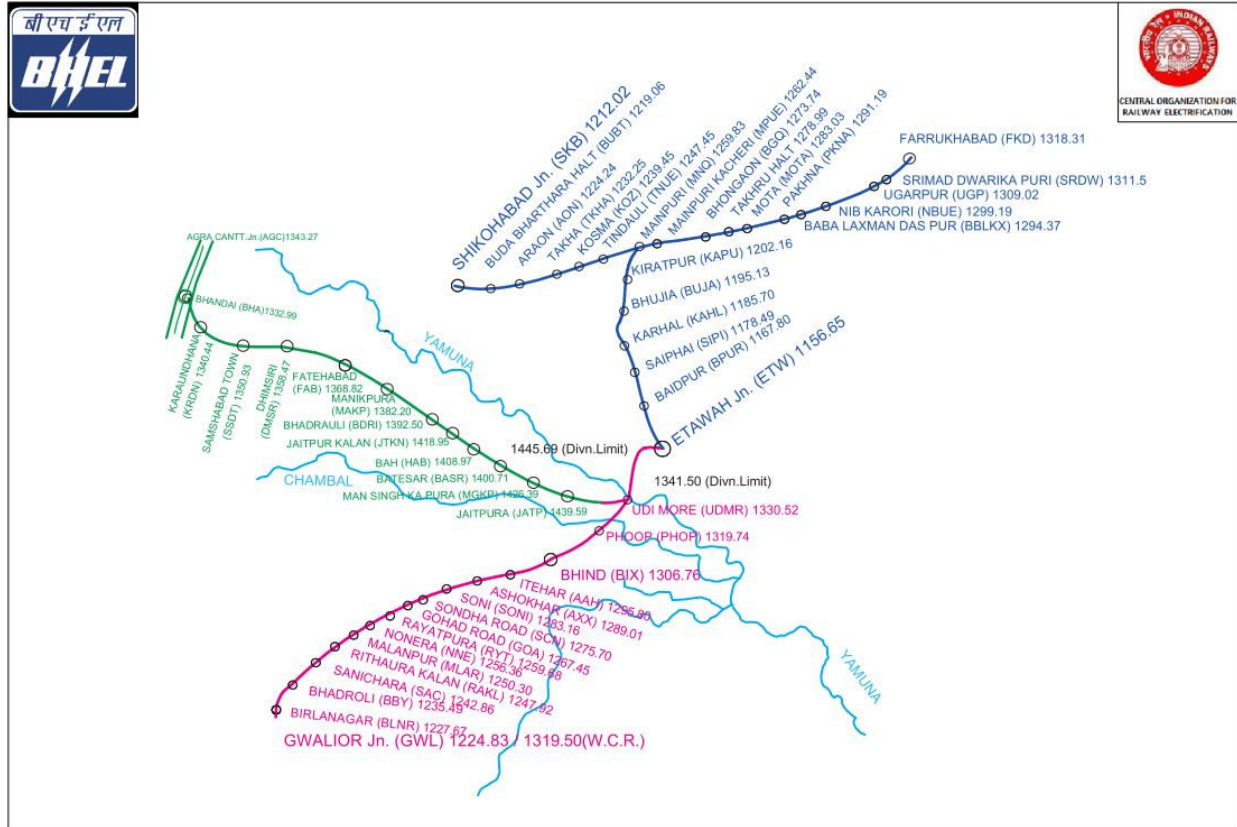 बी एच ई एल
BHEL
INDIAN RAILWAYS
भारतीय रेल
CENTRAL ORGANIZATION FOR
RAILWAY ELECTRIFICATION
SHIKOHABAD Jn. (SKB) 1212.02
BUDA BHARTHARA HALT (BUBT) 1219.06
ARAON (AON) 1224.24
TAKHA (TKHA) 1232.25
KOSMA (KOZ) 1239.45
TINDAULI (TNUE) 1247.45
MAINPURI (MNQ) 1259.83
MAINPURI KACHERI (MPUE) 1262.44
BHONGAON (BGQ) 1273.74
TAKHRU HALT 1278.99
MOTA (MOTA) 1283.03
PAKHNA (PKNA) 1291.19
FARRUKHABAD (FKD) 1318.31
SRIMAD DWARIKA PURI (SRDW) 1311.5
UGARPUR (UGP) 1309.02
NIB KARORI (NBUE) 1299.19
BABA LAXMAN DAS PUR (BBLKX) 1294.37
KIRATPUR (KAPU) 1202.16
BHUJIA (BUJA) 1195.13
KARHAL (KAHL) 1185.70
SAIPHAI (SIPI) 1178.49
BAIDPUR (BPUR) 1167.80
ETAWAH Jn. (ETW) 1156.65
AGRA CANTT.Jn.(AGC)1343.27
BHANDAI (BHA)1332.99
KARAUNDHANA
(KRDN) 1340.44
SAMSHABAD TOWN
(SSDT) 1350.93
DHIMSIRI
(DMSR) 1358.47
FATEHABAD
(FAB) 1368.82
MANIKPURA
(MAKP) 1382.20
BHADRAULI (BDRI) 1392.50
JAITPUR KALAN (JTKN) 1418.95
BAH (HAB) 1408.97
BATESAR (BASR) 1400.71
MAN SINGH KA PURA (MGKP) 1426.39
JAITPURA (JATP) 1439.59
YAMUNA
CHAMBAL
1445.69 (Divn.Limit)
1341.50 (Divn.Limit)
UDI MORE (UDMR) 1330.52
PHOOP (PHOP) 1319.74
BHIND (BIX) 1306.76
ITEHAR (AAH) 1295.80
ASHOKHAR (AXX) 1289.01
SONI (SONI) 1283.16
SONDHA ROAD (SCN) 1275.70
GOHAD ROAD (GOA) 1267.45
RAYATPURA (RYT) 1259.68
NONERA (NNE) 1256.36
MALANPUR (MLAR) 1250.30
RITHAURA KALAN (RAKL) 1247.92
SANICHARA (SAC) 1242.86
BHADROLI (BBY) 1235.49
BIRLANAGAR (BLNR) 1227.67
GWALIOR Jn. (GWL) 1224.83 / 1319.50(W.C.R.)
YAMUNA